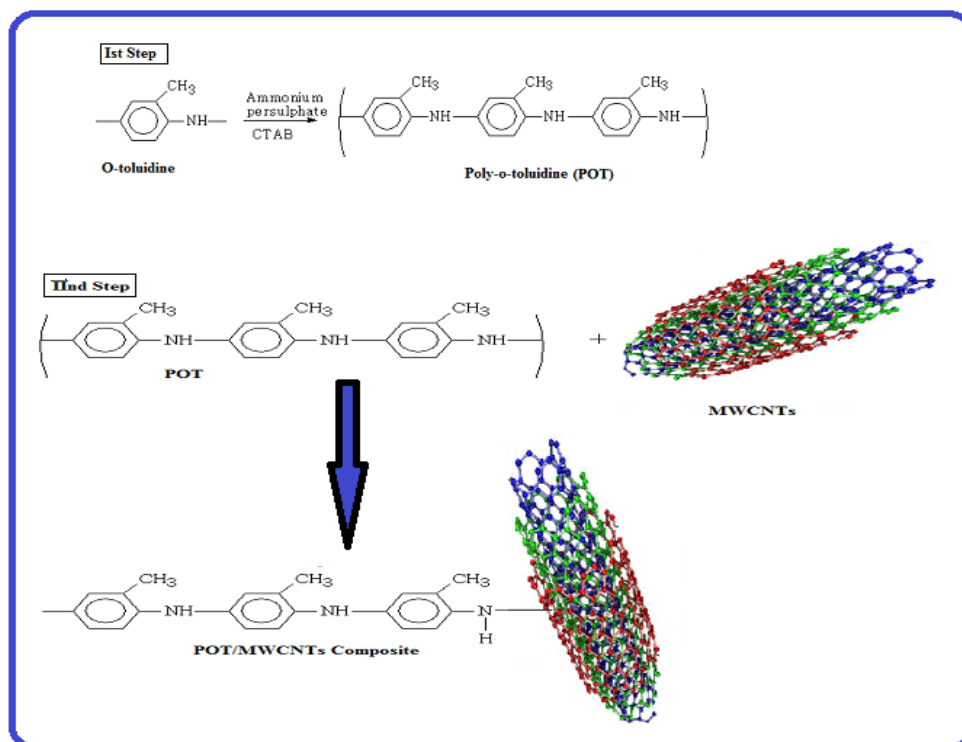 Ist Step
CH3
NH
O-toluidine
Ammonium
persulphate
CTAB
CH3 CH3 CH3
NH NH NH
Poly-o-toluidine (POT)
IInd Step
CH3 CH3 CH3
NH NH NH
POT
+
MWCNTs
CH3 CH3 CH3
NH NH N
H
POT/MWCNTs Composite